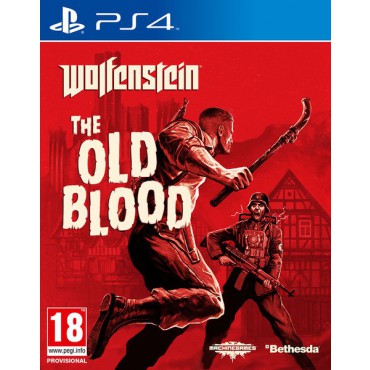 PS4
Wolfenstein
THE
OLD
BLOOD
18
www.pegi.info
PROVISIONAL
MACHINEGAMES
Bethesda